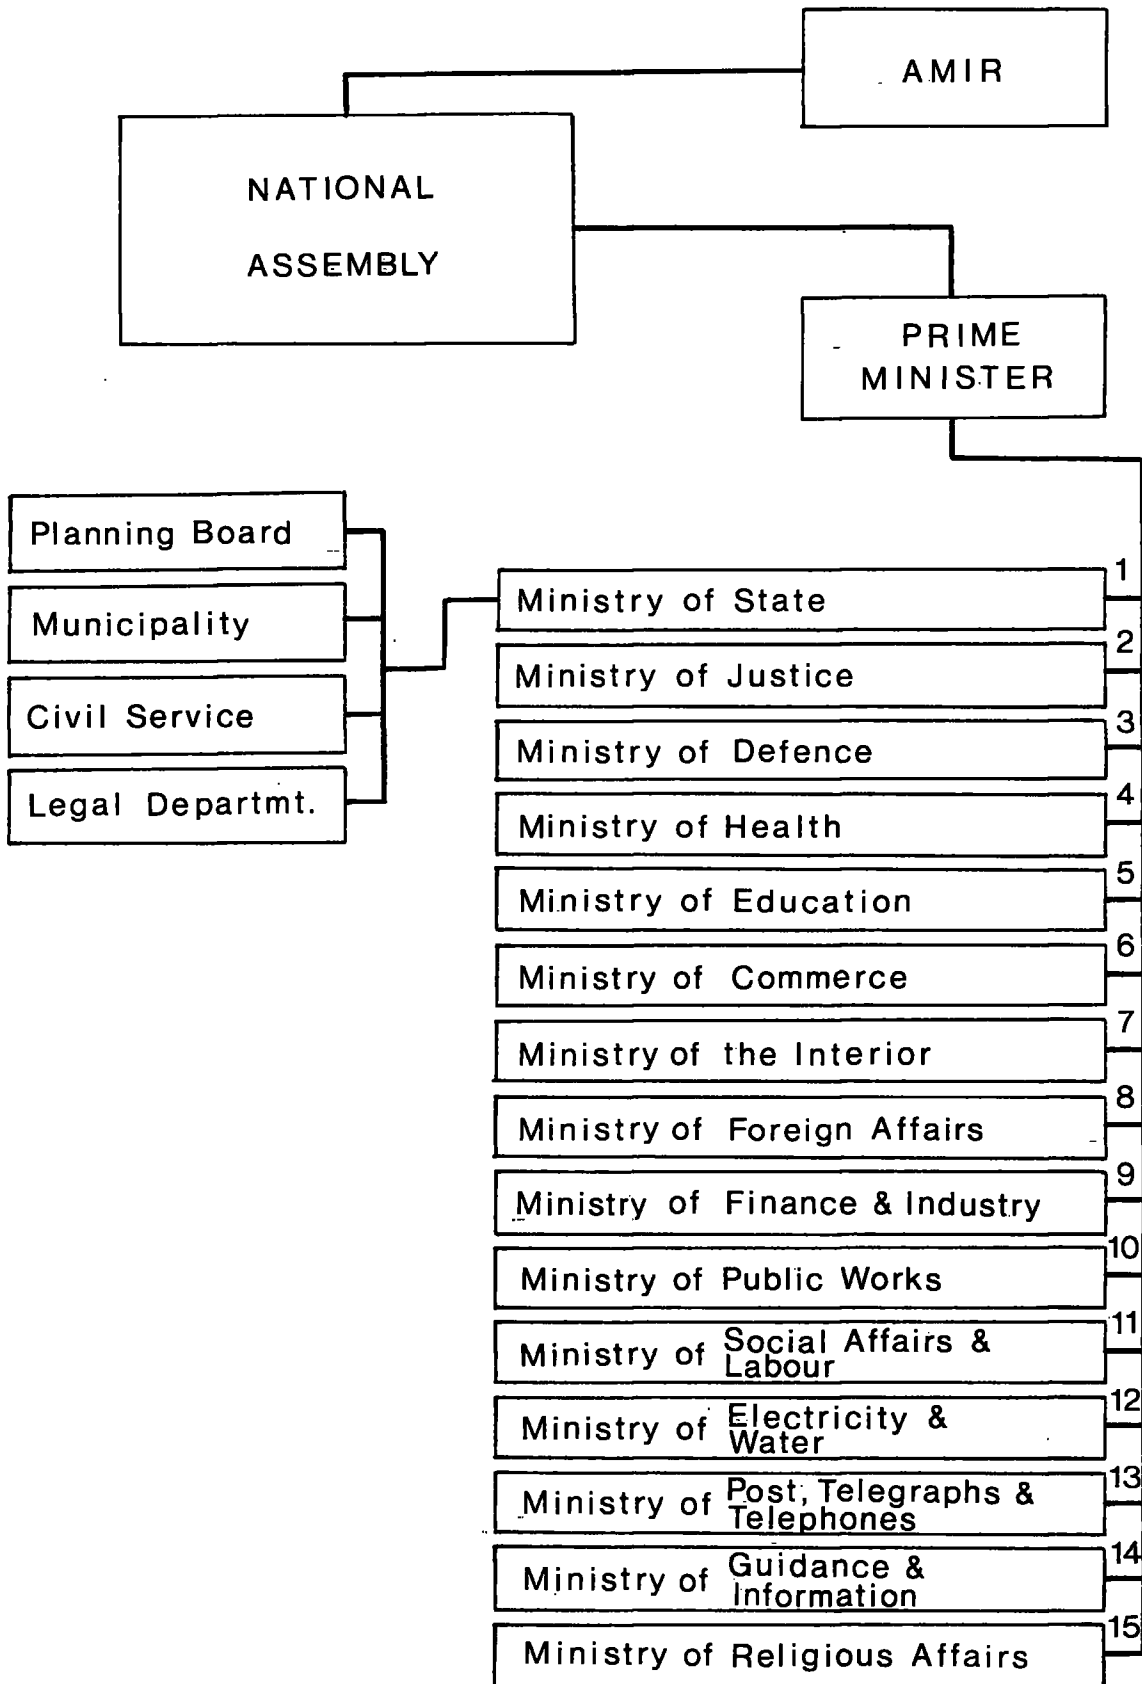 AMIR
NATIONAL
ASSEMBLY
PRIME
MINISTER
Planning Board
Municipality
Civil Service
Legal Departmt.
1
Ministry of State
2
Ministry of Justice
3
Ministry of Defence
4
Ministry of Health
5
Ministry of Education
6
Ministry of Commerce
7
Ministry of the Interior
8
Ministry of Foreign Affairs
9
Ministry of Finance & Industry
10
Ministry of Public Works
11
Ministry of Social Affairs &
Labour
12
Ministry of Electricity &
Water
13
Ministry of Post, Telegraphs &
Telephones
14
Ministry of Guidance &
Information
15
Ministry of Religious Affairs